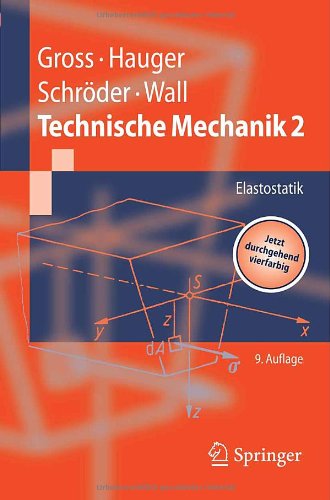 Gross · Hauger
Schröder · Wall
Technische Mechanik 2
Elastostatik
Jetzt
durchgehend
vierfarbig
S
y
z
x
dA
σ
z
9. Auflage
Springer